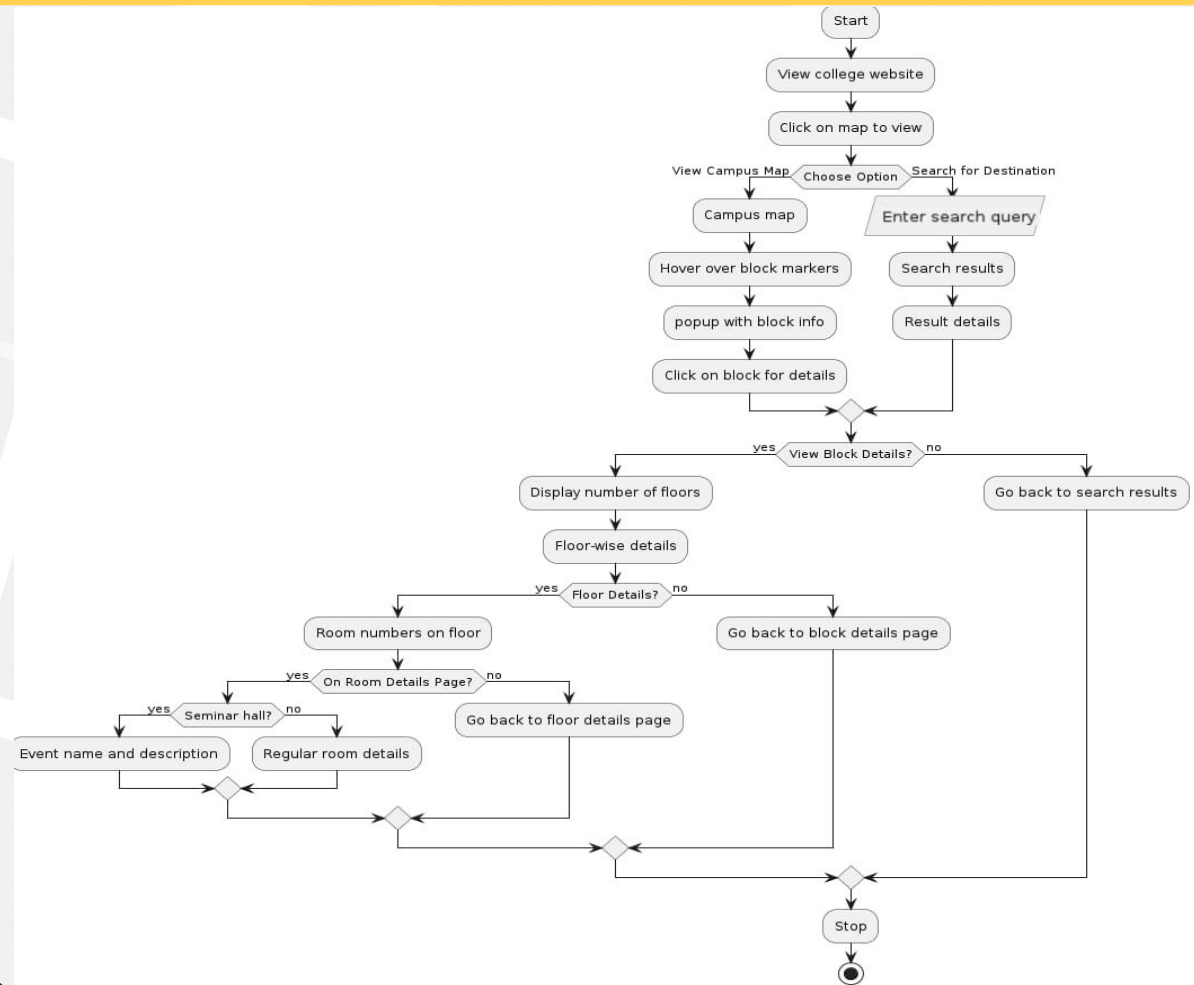 Start
View college website
Click on map to view
View Campus Map
Choose Option
Search for Destination
Campus map
Enter search query
Hover over block markers
Search results
popup with block info
Result details
Click on block for details
yes
View Block Details?
no
Display number of floors
Go back to search results
Floor-wise details
yes
Floor Details?
no
Room numbers on floor
Go back to block details page
yes
On Room Details Page?
no
yes
Seminar hall?
no
Go back to floor details page
Event name and description
Regular room details
Stop